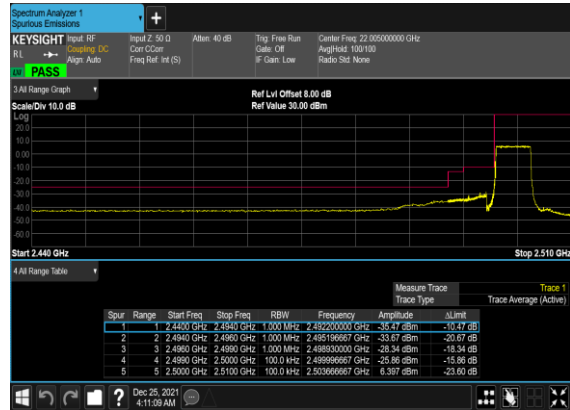 Spectrum Analyzer 1
Spurious Emissions
KEYSIGHT Input: RF Input Z: 50 Ω Atten: 40 dB Trig: Free Run Center Freq: 22.005000000 GHz
RL Coupling: DC Corr CCorr Gate: Off Avg|Hold: 100/100
Align: Auto Freq Ref: Int (S) IF Gain: Low Radio Std: None
PASS
3 All Range Graph
Ref Lvl Offset 8.00 dB
Scale/Div 10.0 dB Ref Value 30.00 dBm
Log
20.0
10.0
0.00
-10.0
-20.0
-30.0
-40.0
-50.0
-60.0
Start 2.440 GHz Stop 2.510 GHz
4 All Range Table
Measure Trace Trace 1
Trace Type Trace Average (Active)
Spur Range Start Freq Stop Freq RBW Frequency Amplitude ΔLimit
1 1 2.4400 GHz 2.4940 GHz 1.000 MHz 2.492200000 GHz -35.47 dBm -10.47 dB
2 2 2.4940 GHz 2.4960 GHz 1.000 MHz 2.495196667 GHz -33.67 dBm -20.67 dB
3 3 2.4960 GHz 2.4990 GHz 1.000 MHz 2.498930000 GHz -28.34 dBm -18.34 dB
4 4 2.4990 GHz 2.5000 GHz 100.0 kHz 2.499996667 GHz -25.86 dBm -15.86 dB
5 5 2.5000 GHz 2.5100 GHz 100.0 kHz 2.503666667 GHz 6.397 dBm -23.60 dB
?
Dec 25, 2021
4:11:09 AM